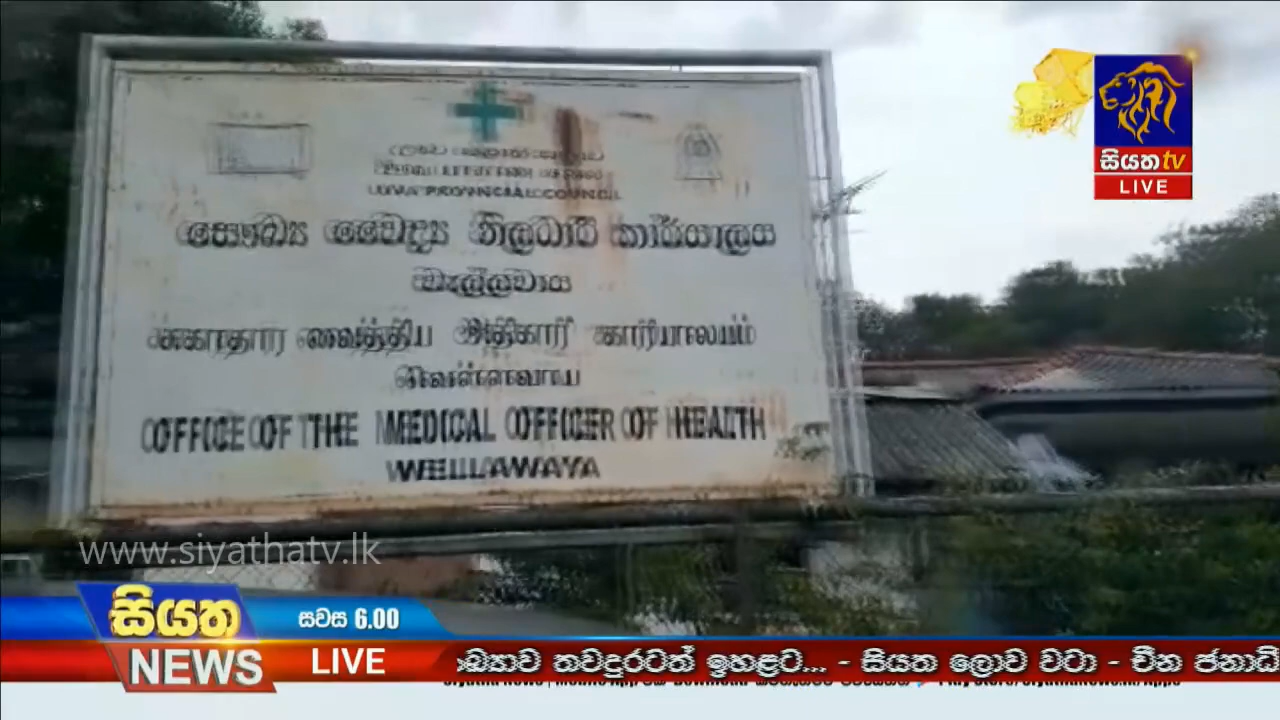 සියත tv
LIVE
UVA PROVINCIAL COUNCIL
සෞඛ්‍ය වෛද්‍ය නිලධාරි කාර්යාලය
වැල්ලවාය
சுகாதார வைத்திய அதிகாரி காரியாலயம்
வெள்ளவாய
OFFICE OF THE MEDICAL OFFICER OF HEALTH
WELLAWAYA
www.siyathatv.lk
සියත
සවස 6.00
NEWS
LIVE
තවදුරටත් ඉහළට... - සියත ලොව වටා - චීන ජනාධි